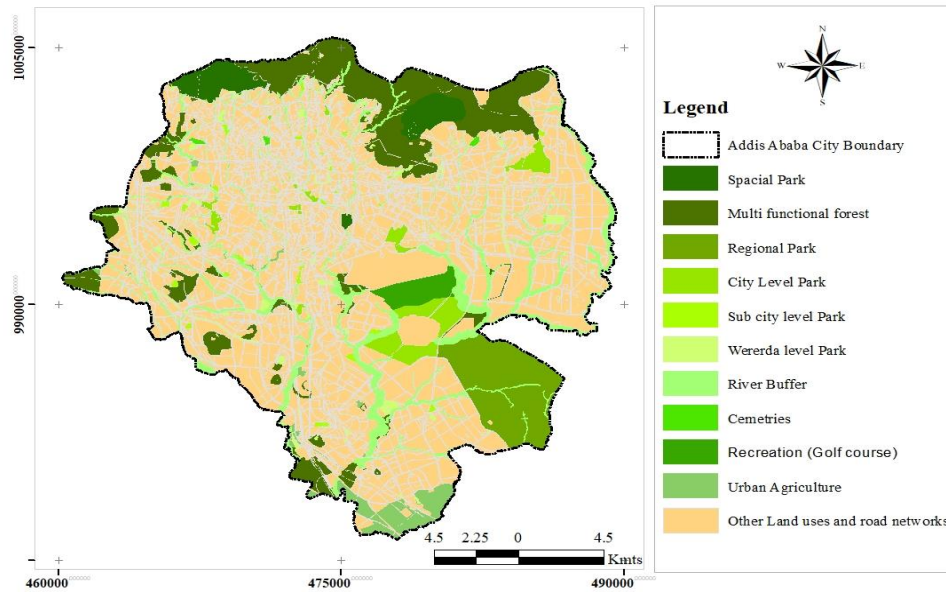 1005000
990000
460000
475000
490000
4.5 2.25 0 4.5
Kmts
N
W E
S
Legend
Addis Ababa City Boundary
Spacial Park
Multi functional forest
Regional Park
City Level Park
Sub city level Park
Wererda level Park
River Buffer
Cemetries
Recreation (Golf course)
Urban Agriculture
Other Land uses and road networks